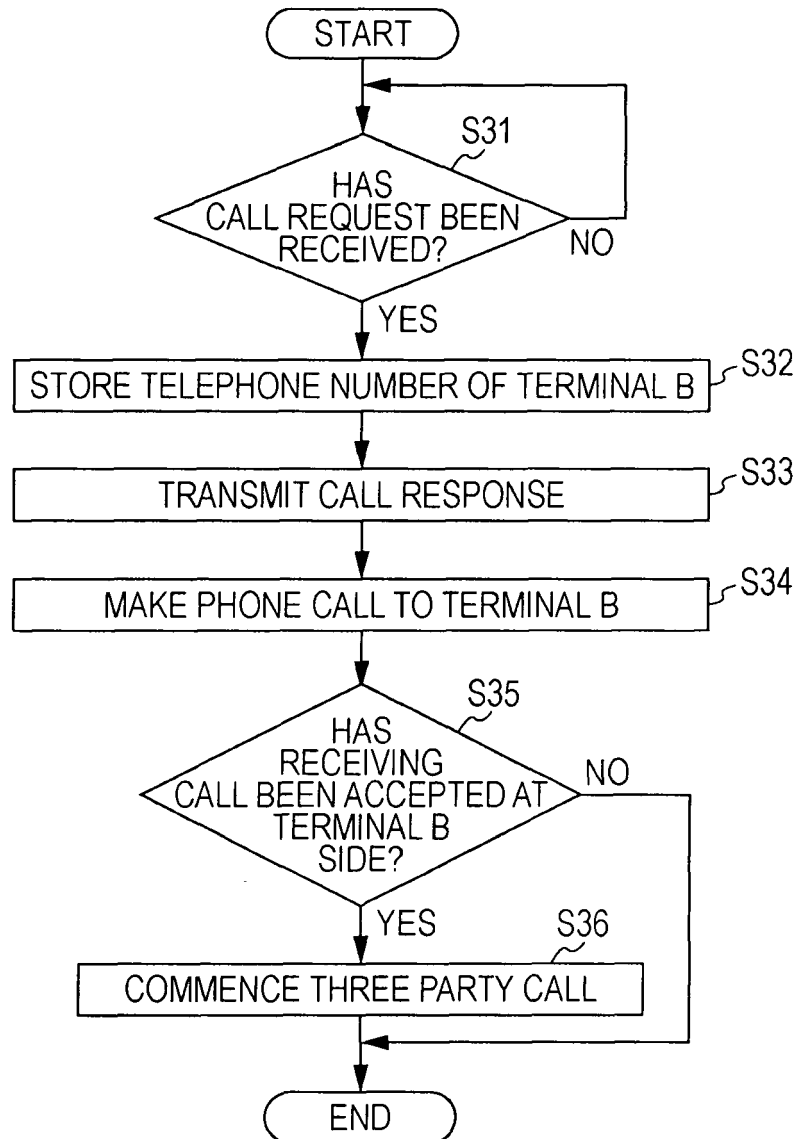 START
S31
HAS
CALL REQUEST BEEN
RECEIVED?
NO
YES
S32
STORE TELEPHONE NUMBER OF TERMINAL B
S33
TRANSMIT CALL RESPONSE
S34
MAKE PHONE CALL TO TERMINAL B
S35
HAS
RECEIVING
CALL BEEN ACCEPTED AT
TERMINAL B
SIDE?
NO
YES
S36
COMMENCE THREE PARTY CALL
END